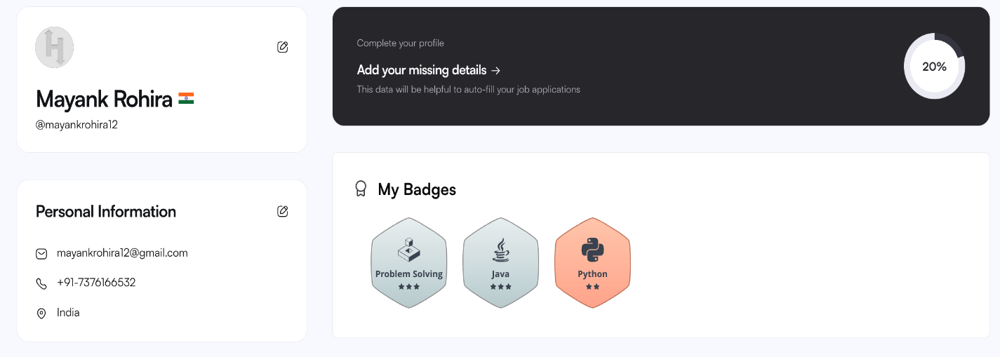 Mayank Rohira
@mayankrohira12
Personal Information
mayankrohira12@gmail.com
+91-7376166532
India
Complete your profile
Add your missing details →
This data will be helpful to auto-fill your job applications
20%
My Badges
Problem Solving
Java
Python